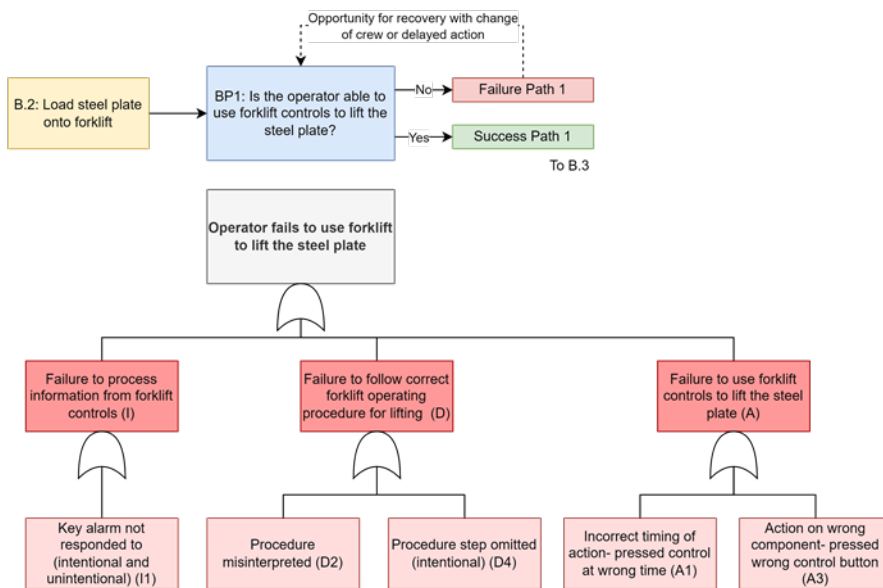 Opportunity for recovery with change
of crew or delayed action
B.2: Load steel plate
onto forklift
BP1: Is the operator able to
use forklift controls to lift the
steel plate?
No
Failure Path 1
Yes
Success Path 1
To B.3
Operator fails to use forklift
to lift the steel plate
Failure to process
information from forklift
controls (I)
Failure to follow correct
forklift operating
procedure for lifting (D)
Failure to use forklift
controls to lift the steel
plate (A)
Key alarm not
responded to
(intentional and
unintentional) (I1)
Procedure
misinterpreted (D2)
Procedure step omitted
(intentional) (D4)
Incorrect timing of
action- pressed control
at wrong time (A1)
Action on wrong
component- pressed
wrong control button
(A3)